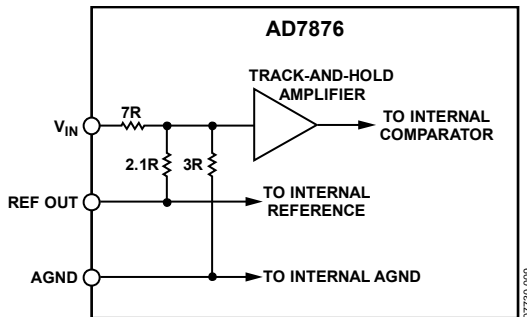 AD7876
TRACK-AND-HOLD
AMPLIFIER
7R
VIN
TO INTERNAL
COMPARATOR
2.1R
3R
REF OUT
TO INTERNAL
REFERENCE
AGND
TO INTERNAL AGND